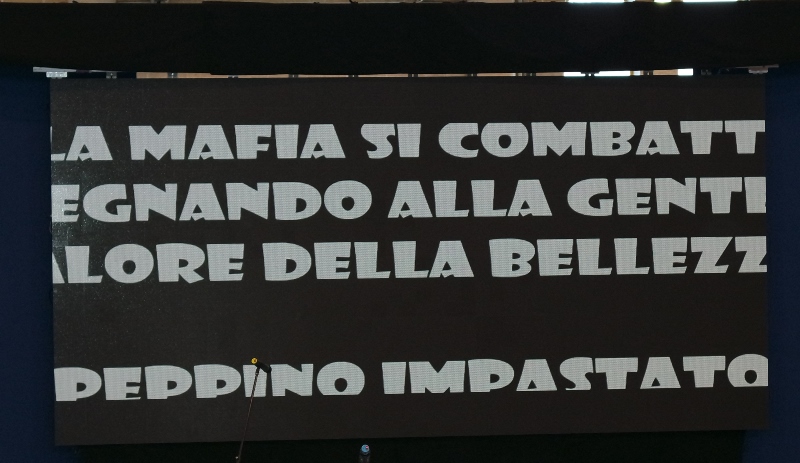 LA MAFIA SI COMBATT
EGNANDO ALLA GENTE
ALORE DELLA BELLEZZ
PEPPINO IMPASTATO